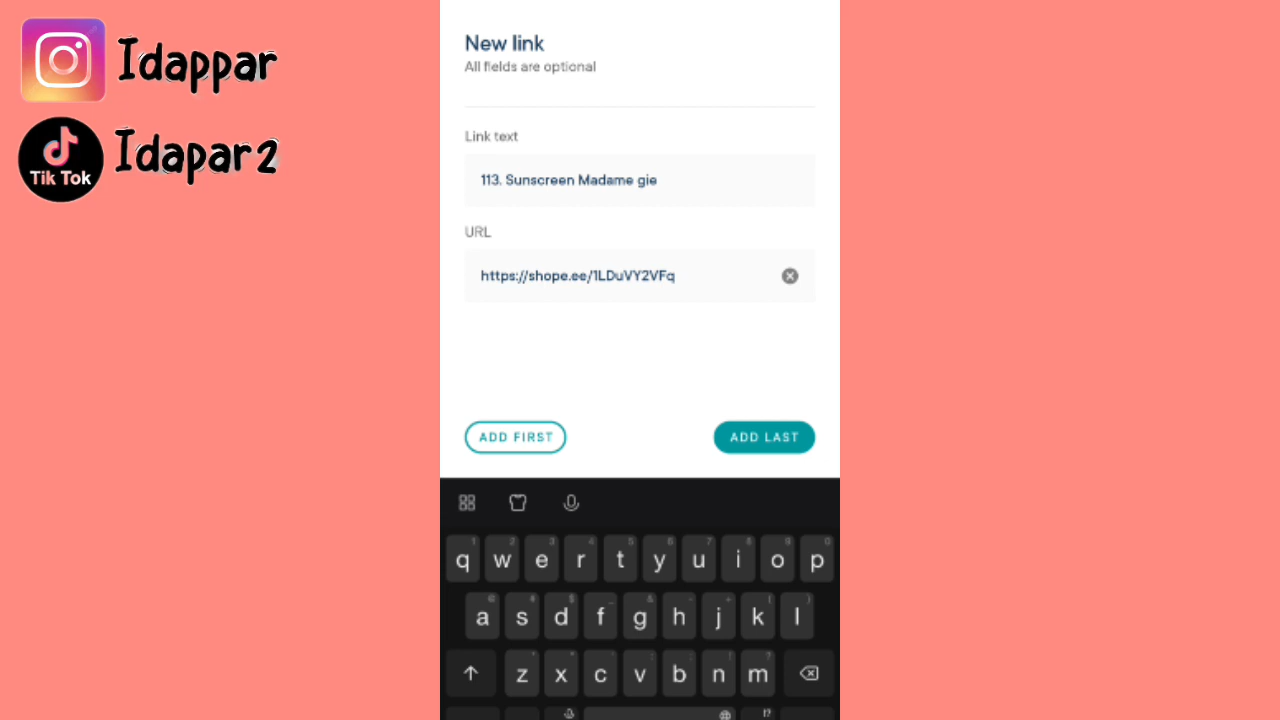 Idappar
Tik Tok
Idapar2
New link
All fields are optional
Link text
113. Sunscreen Madame gie
URL
https://shope.ee/1LDuVY2VFq
ADD FIRST
ADD LAST
q w e r t y u i o p
a s d f g h j k l
z x c v b n m